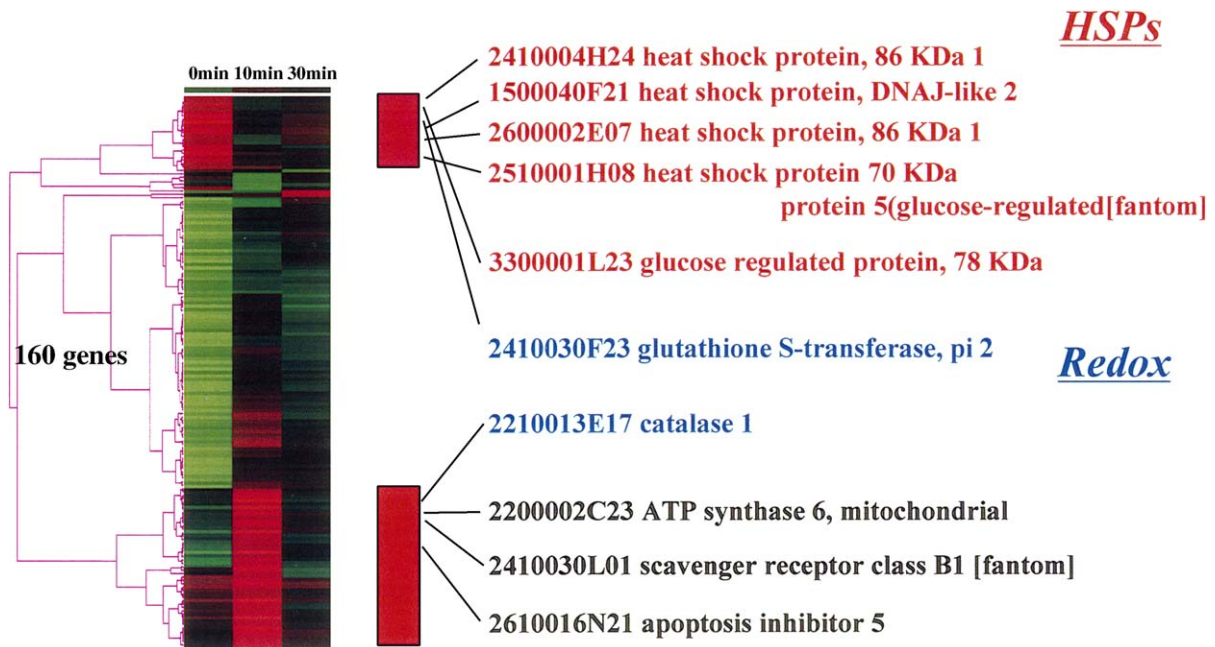 HSPs
0min 10min 30min
2410004H24 heat shock protein, 86 KDa 1
1500040F21 heat shock protein, DNAJ-like 2
2600002E07 heat shock protein, 86 KDa 1
2510001H08 heat shock protein 70 KDa
protein 5(glucose-regulated[fantom]
3300001L23 glucose regulated protein, 78 KDa
160 genes
2410030F23 glutathione S-transferase, pi 2
Redox
2210013E17 catalase 1
2200002C23 ATP synthase 6, mitochondrial
2410030L01 scavenger receptor class B1 [fantom]
2610016N21 apoptosis inhibitor 5